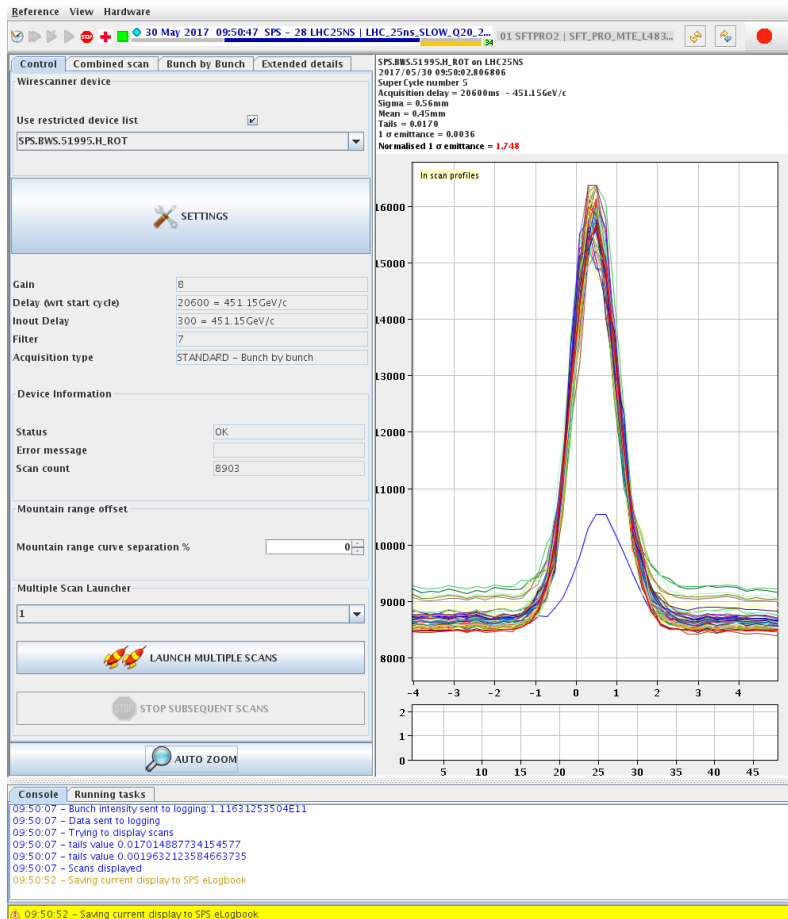 Reference View Hardware
30 May 2017 09:50:47 SPS - 28 LHC25NS | LHC_25ns_SLOW_Q20_2...
34
01 SFTPRO2 | SFT_PRO_MTE_L483...
Control Combined scan Bunch by Bunch Extended details
Wirescanner device
Use restricted device list
SPS.BWS.51995.H_ROT
SETTINGS
Gain 8
Delay (wrt start cycle) 20600 = 451.15GeV/c
Inout Delay 300 = 451.15GeV/c
Filter 7
Acquisition type STANDARD - Bunch by bunch
Device Information
Status OK
Error message
Scan count 8903
Mountain range offset
Mountain range curve separation % 0
Multiple Scan Launcher
1
LAUNCH MULTIPLE SCANS
STOP STOP SUBSEQUENT SCANS
AUTO ZOOM
SPS.BWS.51995.H_ROT on LHC25NS
2017/05/30 09:50:02.806806
SuperCycle number 5
Acquisition delay = 20600ms - 451.15GeV/c
Sigma = 0.56mm
Mean = 0.45mm
Tails = 0.0170
1 σ emittance = 0.0036
Normalised 1 σ emittance = 1.748
In scan profiles
16000
15000
14000
13000
12000
11000
10000
9000
8000
-4 -3 -2 -1 0 1 2 3 4
2
1
0
5 10 15 20 25 30 35 40 45
Console Running tasks
09:50:07 - Bunch intensity sent to logging:1.11631253504E11
09:50:07 - Data sent to logging
09:50:07 - Trying to display scans
09:50:07 - tails value 0.017014887734154577
09:50:07 - tails value 0.0019632123584663735
09:50:07 - Scans displayed
09:50:52 - Saving current display to SPS eLogbook
09:50:52 - Saving current display to SPS eLogbook